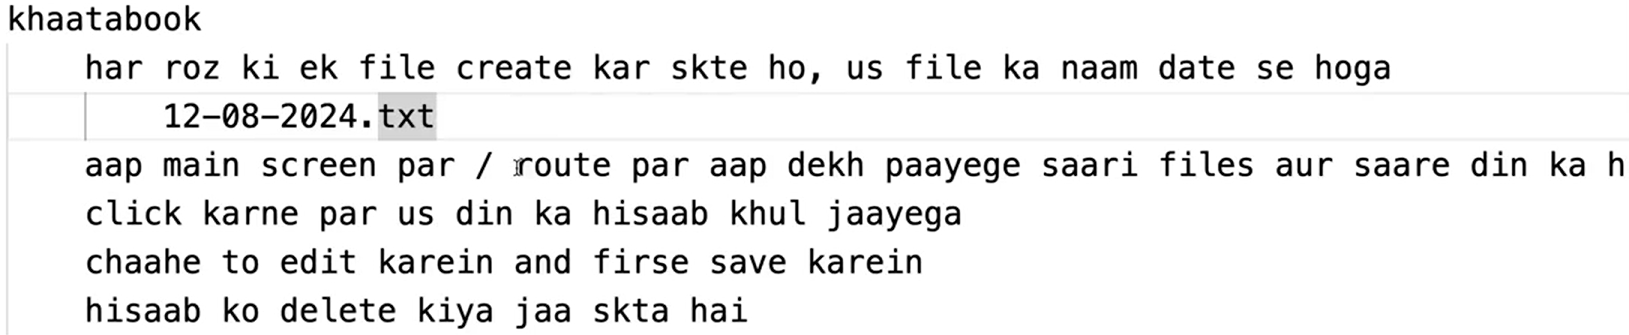 khaatabook
har roz ki ek file create kar skte ho, us file ka naam date se hoga
12-08-2024.txt
aap main screen par / route par aap dekh paayege saari files aur saare din ka h
click karne par us din ka hisaab khul jaayega
chaahe to edit karein and firse save karein
hisaab ko delete kiya jaa skta hai